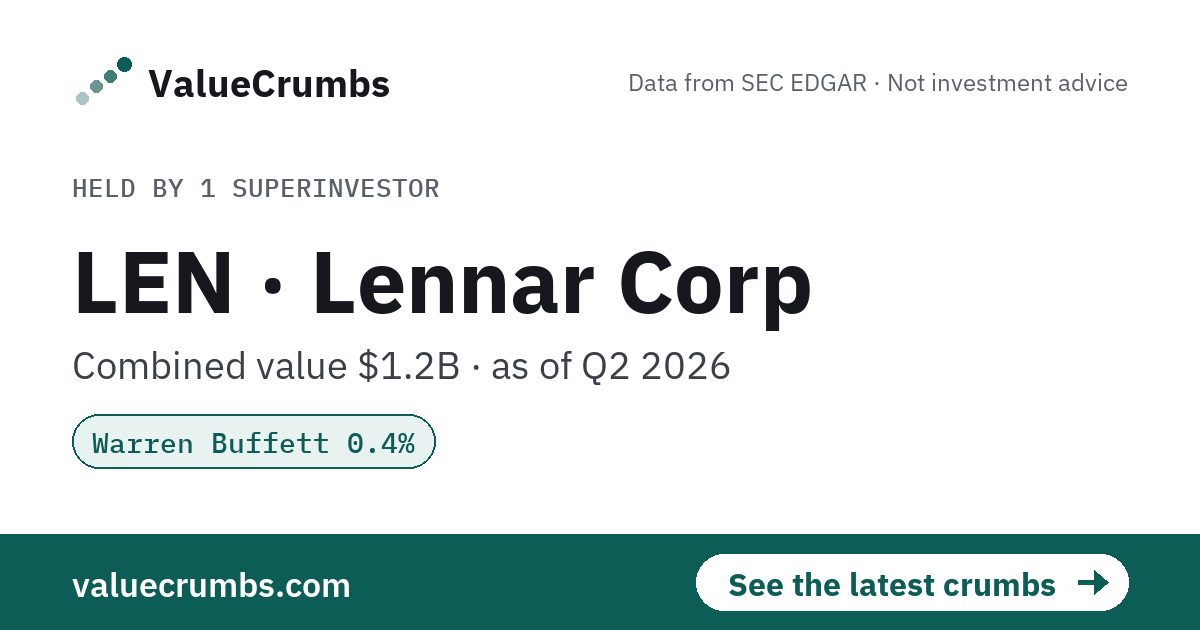 ValueCrumbs
Data from SEC EDGAR · Not investment advice
HELD BY 1 SUPERINVESTOR
LEN · Lennar Corp
Combined value $1.2B · as of Q2 2026
Warren Buffett 0.4%
valuecrumbs.com
See the latest crumbs →